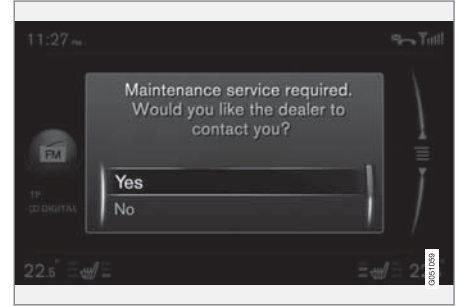 11:27 PM
Maintenance service required.
Would you like the dealer to
contact you?
FM
Yes
TP
No
DIGITAL
22.5°
G051059